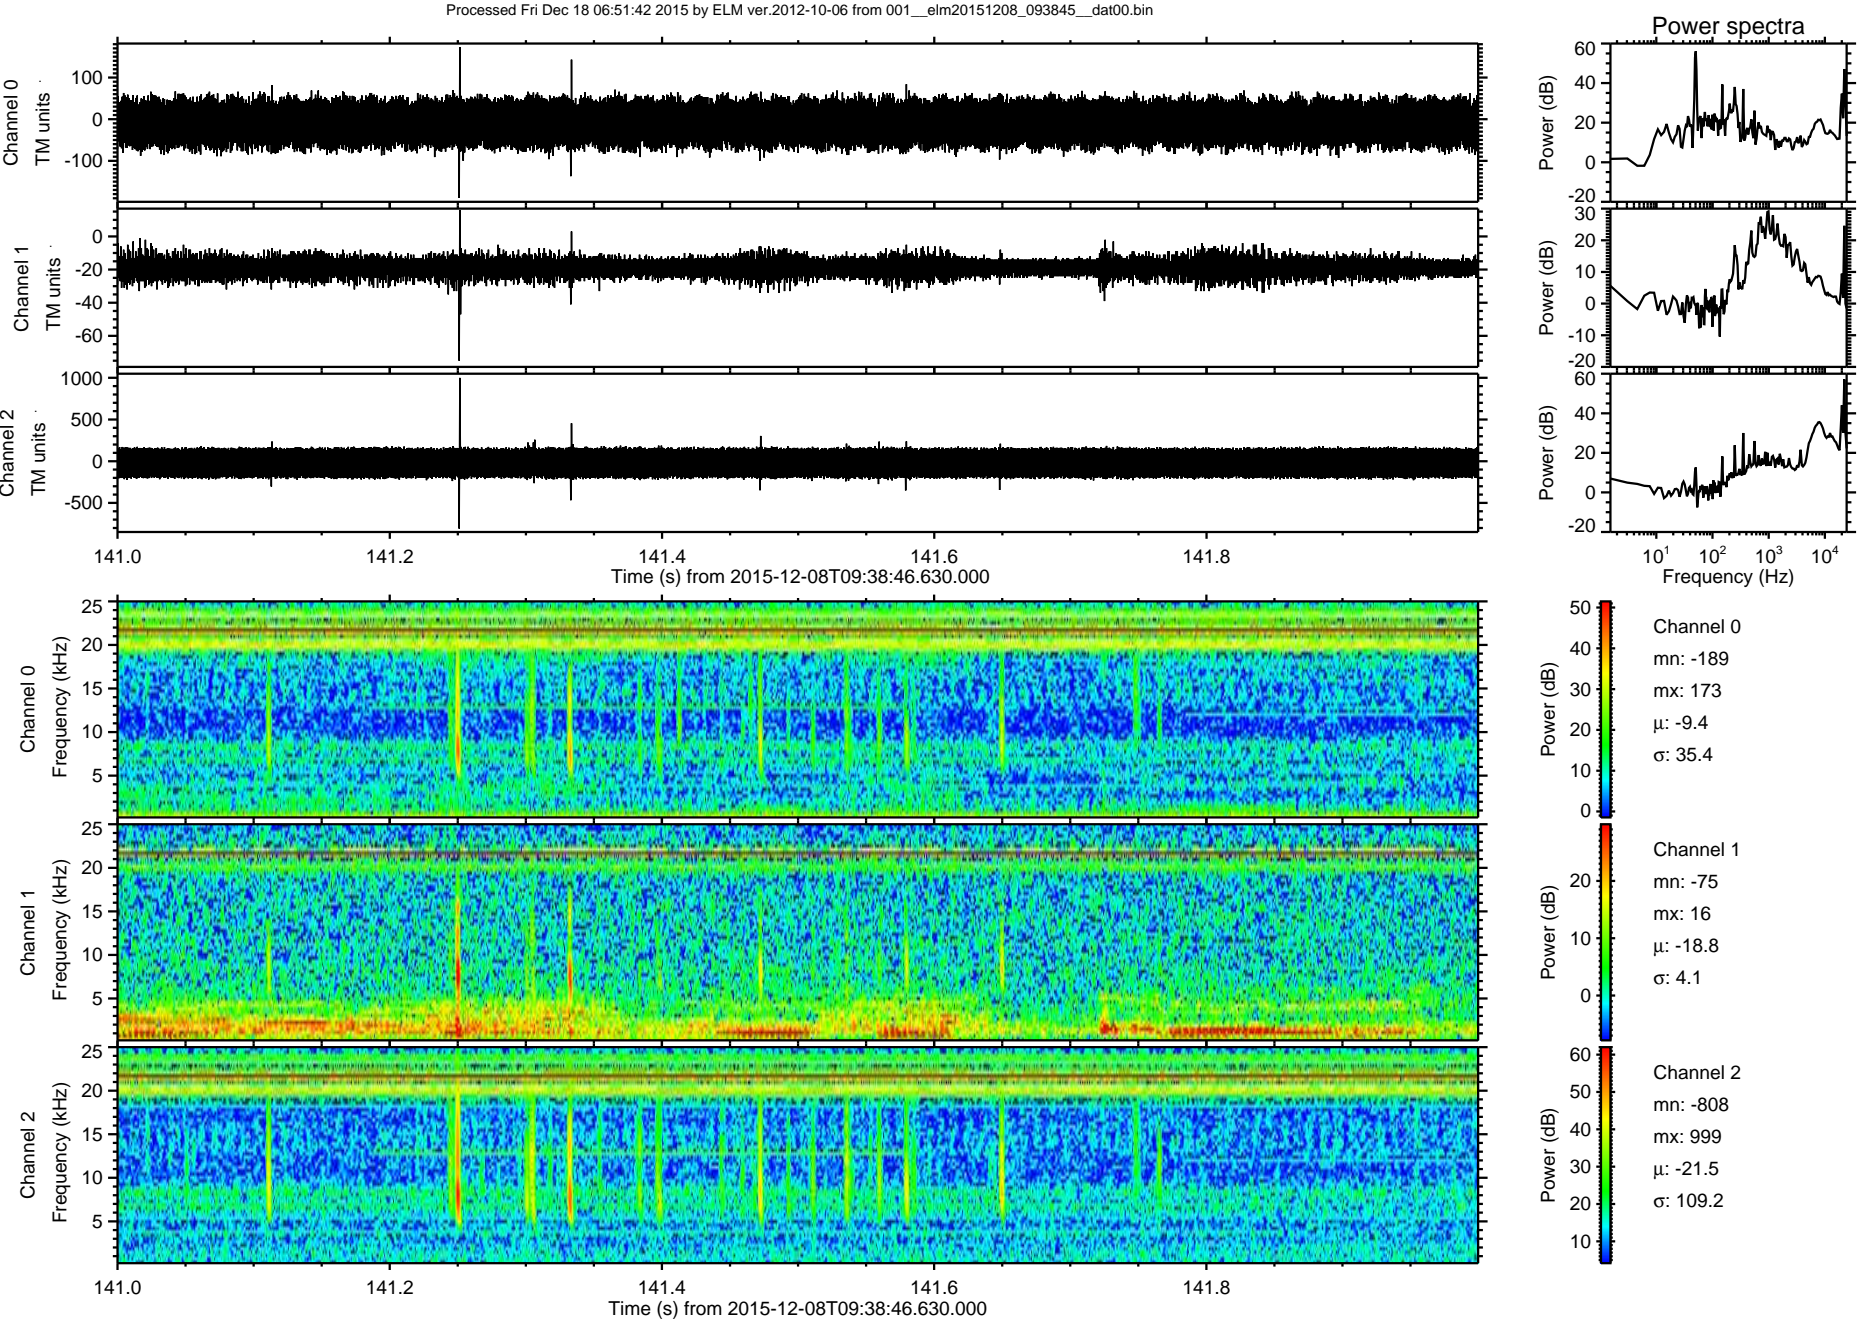 Processed Fri Dec 18 06:51:42 2015 by ELM ver.2012-10-06 from 001__elm20151208_093845__dat00.bin
Power spectra
Channel 0
TM units
100
0
-100
Power (dB)
60
40
20
0
-20
Channel 1
TM units
0
-20
-40
-60
Power (dB)
30
20
10
0
-10
-20
Channel 2
TM units
1000
500
0
-500
Power (dB)
60
40
20
0
-20
141.0 141.2 141.4 141.6 141.8
Time (s) from 2015-12-08T09:38:46.630.000
10^1 10^2 10^3 10^4
Frequency (Hz)
Channel 0
Frequency (kHz)
25
20
15
10
5
Power (dB)
50
40
30
20
10
0
Channel 0
mn: -189
mx: 173
μ: -9.4
σ: 35.4
Channel 1
Frequency (kHz)
25
20
15
10
5
Power (dB)
20
10
0
Channel 1
mn: -75
mx: 16
μ: -18.8
σ: 4.1
Channel 2
Frequency (kHz)
25
20
15
10
5
Power (dB)
60
50
40
30
20
10
Channel 2
mn: -808
mx: 999
μ: -21.5
σ: 109.2
141.0 141.2 141.4 141.6 141.8
Time (s) from 2015-12-08T09:38:46.630.000